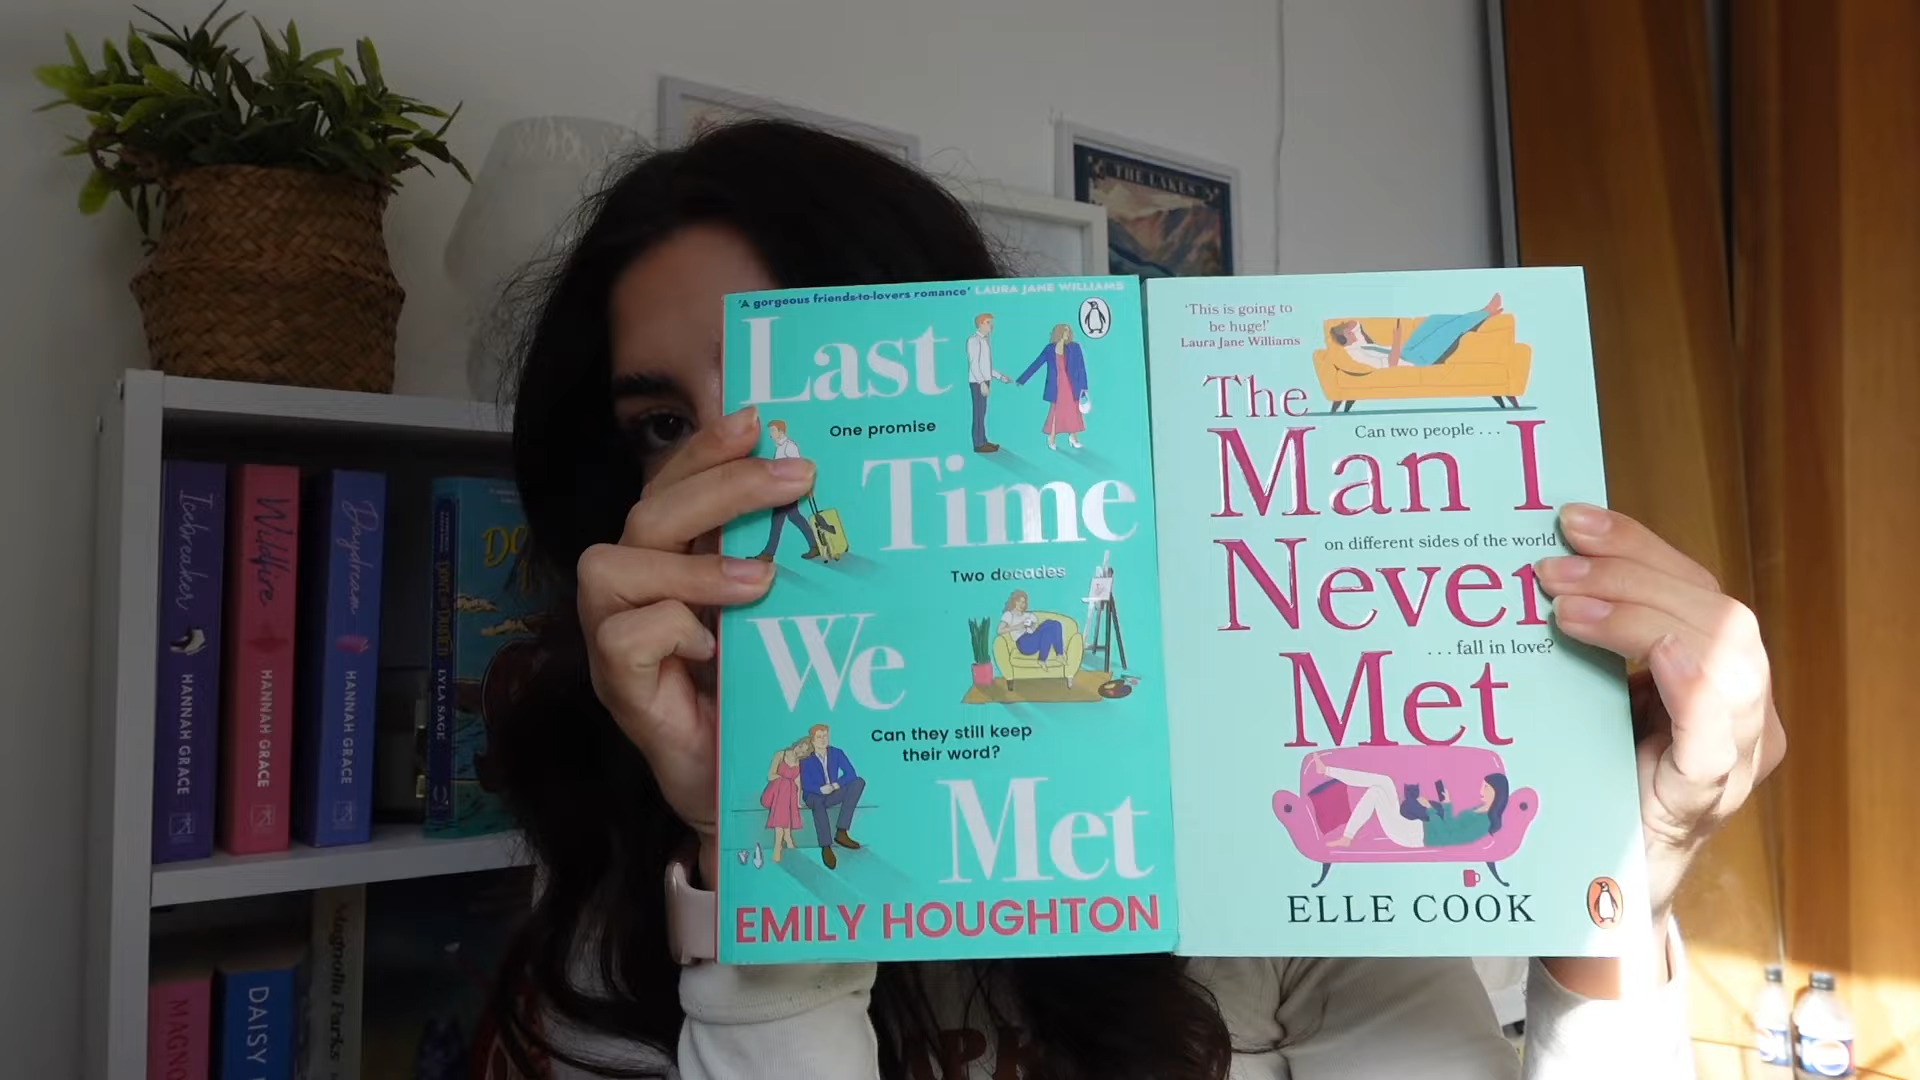 'A gorgeous friends-to-lovers romance' LAURA JANE WILLIAMS
Last
One promise
Time
Two decades
We
Can they still keep
their word?
Met
EMILY HOUGHTON
'This is going to
be huge!'
Laura Jane Williams
The
Can two people . . .
Man I
on different sides of the world
Never
. . . fall in love?
Met
ELLE COOK
THE LAKES
Icebreaker
HANNAH GRACE
Wildfire
HANNAH GRACE
Daydream
HANNAH GRACE
LYLA SAGE
Magnolia Parks
DAISY